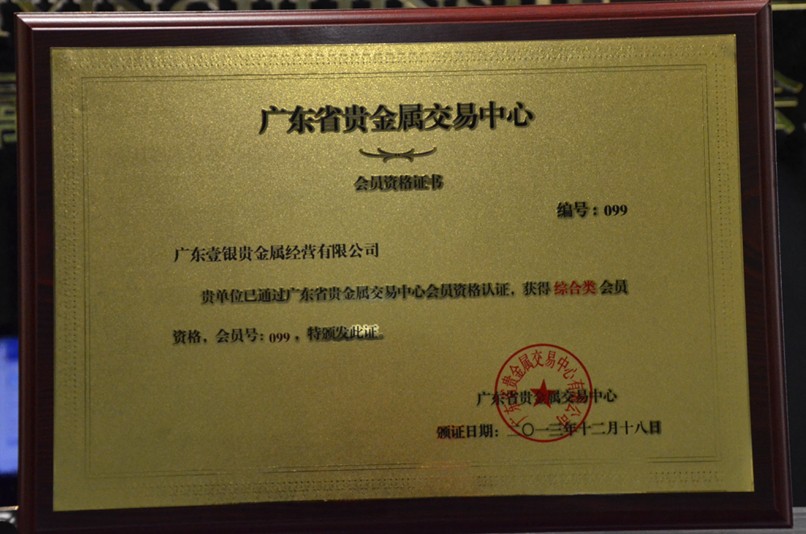 广东省贵金属交易中心
会员资格证书
编号：099
广东壹银贵金属经营有限公司
贵单位已通过广东省贵金属交易中心会员资格认证，获得 综合类 会员
资格，会员号：099，特颁发此证。
广东省贵金属交易中心
颁证日期：二〇一三年十二月十八日
广东省贵金属交易中心有限公司